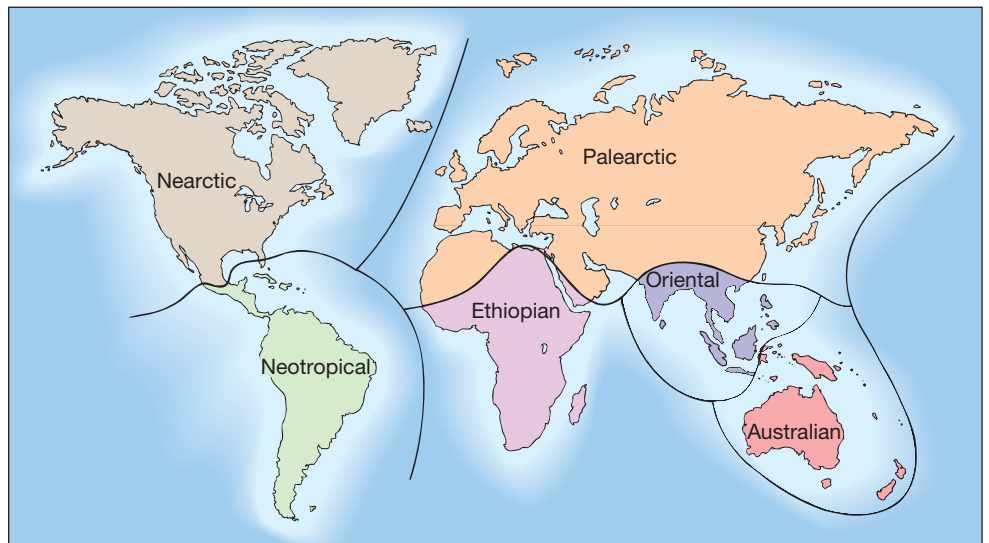 Palearctic
Nearctic
Oriental
Ethiopian
Neotropical
Australian